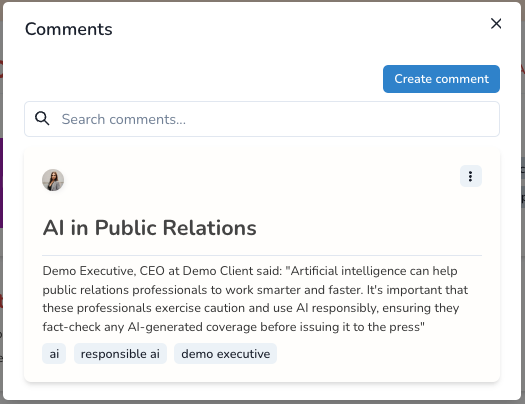 Comments
Create comment
Search comments...
AI in Public Relations
Demo Executive, CEO at Demo Client said: "Artificial intelligence can help
public relations professionals to work smarter and faster. It's important that
these professionals exercise caution and use AI responsibly, ensuring they
fact-check any AI-generated coverage before issuing it to the press"
ai responsible ai demo executive